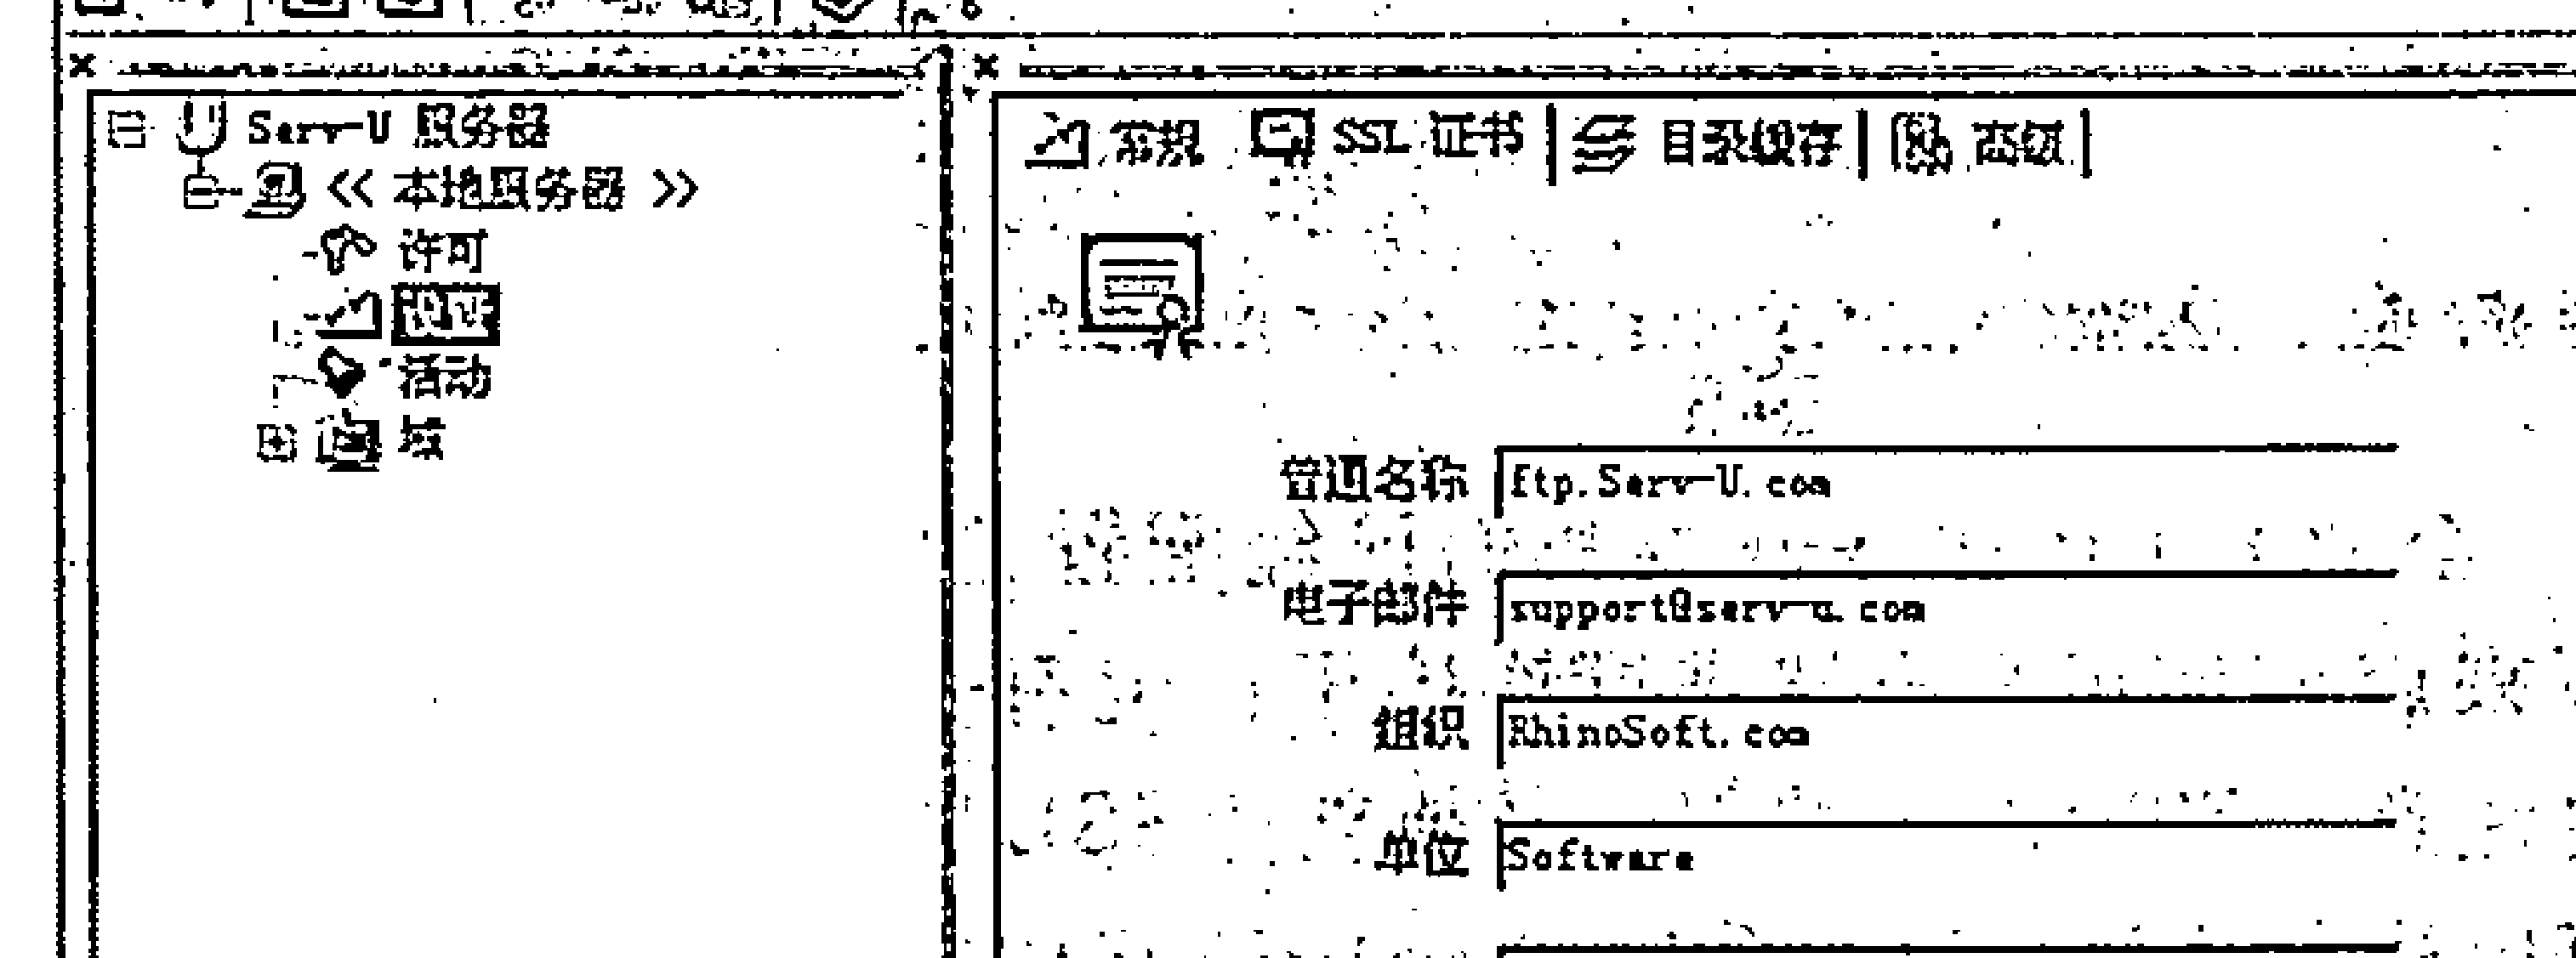 Serv-U 服务器
<< 本地服务器 >>
许可
设置
活动
域
常规 SSL 证书 目录缓存 高级
普通名称 ftp.Serv-U.com
电子邮件 support@serv-u.com
组织 RhinoSoft.com
单位 Software